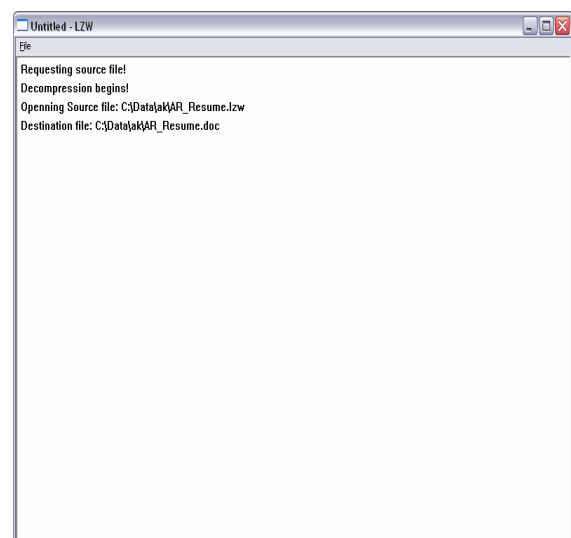 Untitled - LZW
File
Requesting source file!
Decompression begins!
Openning Source file: C:\Data\ak\AR_Resume.lzw
Destination file: C:\Data\ak\AR_Resume.doc